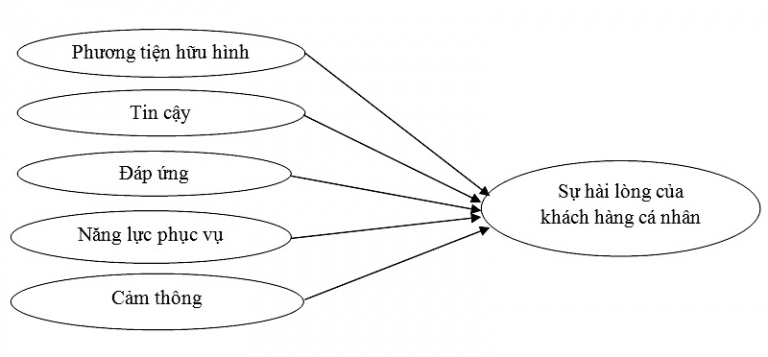 Phương tiện hữu hình
Tin cậy
Đáp ứng
Năng lực phục vụ
Cảm thông
Sự hài lòng của
khách hàng cá nhân